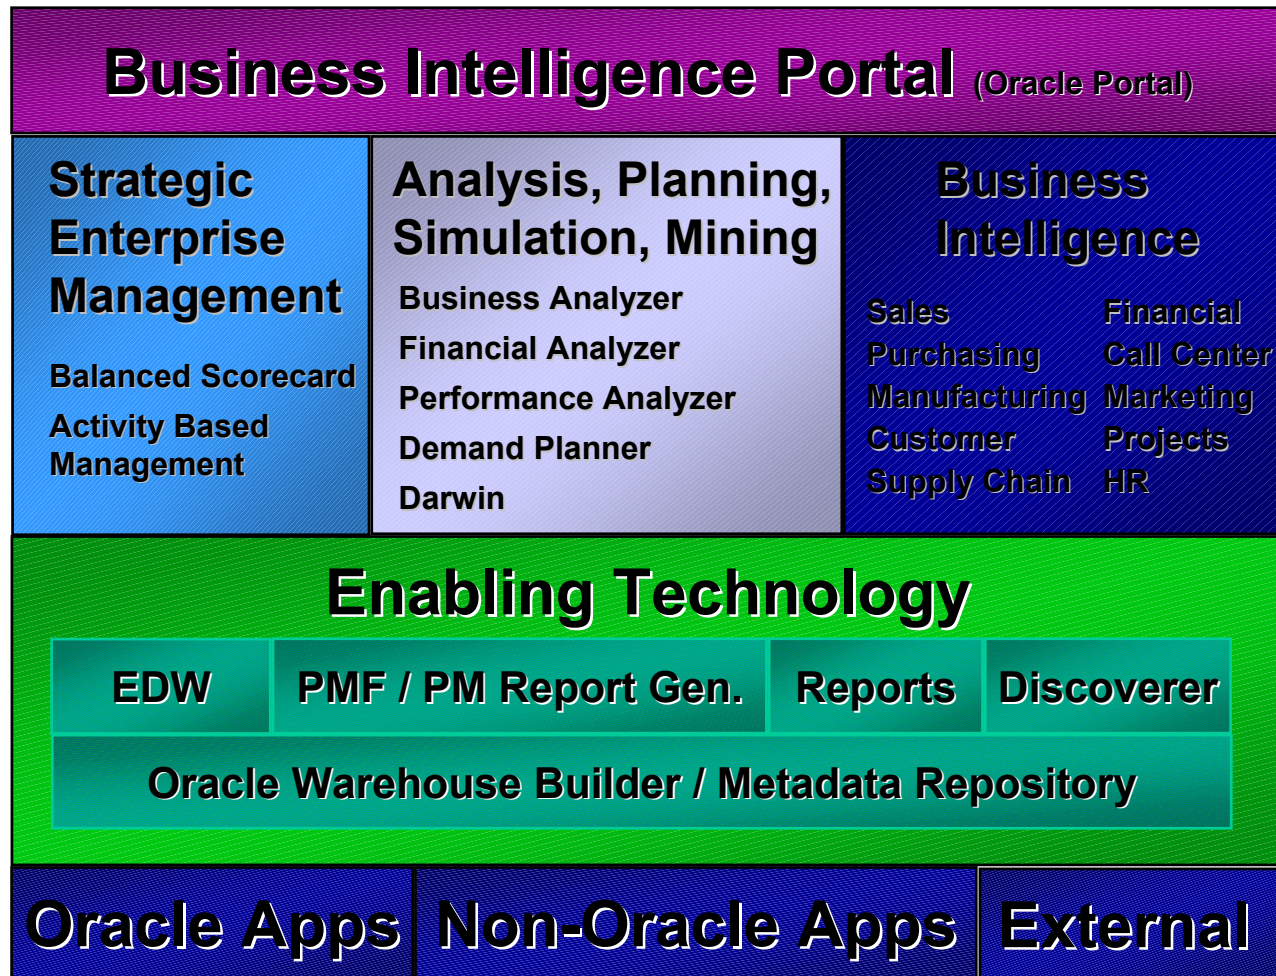 Business Intelligence Portal (Oracle Portal)
Strategic
Enterprise
Management
Balanced Scorecard
Activity Based
Management
Analysis, Planning,
Simulation, Mining
Business Analyzer
Financial Analyzer
Performance Analyzer
Demand Planner
Darwin
Business
Intelligence
Sales
Purchasing
Manufacturing
Customer
Supply Chain
Financial
Call Center
Marketing
Projects
HR
Enabling Technology
EDW
PMF / PM Report Gen.
Reports
Discoverer
Oracle Warehouse Builder / Metadata Repository
Oracle Apps
Non-Oracle Apps
External